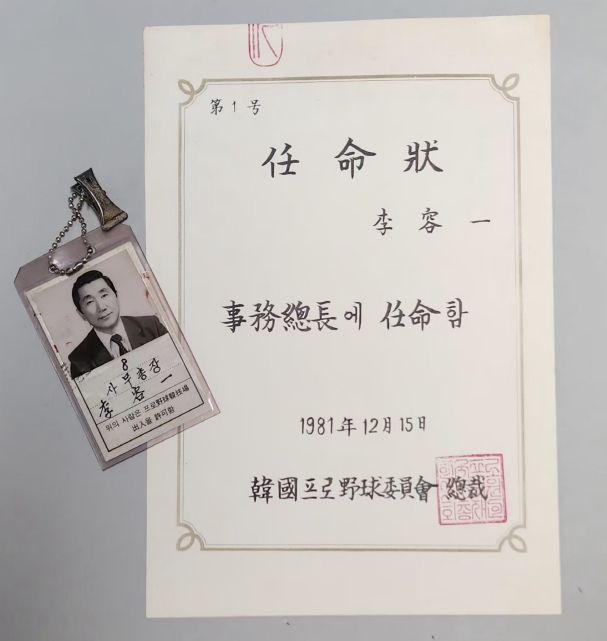 第 1 号
任 命 狀
李 容 一
事務總長에 任命함
1981年 12月 15日
韓國프로野球委員會 總裁
8
사무총장
李 容 一
위의 사람은 프로野球競技場
出入을 許可함